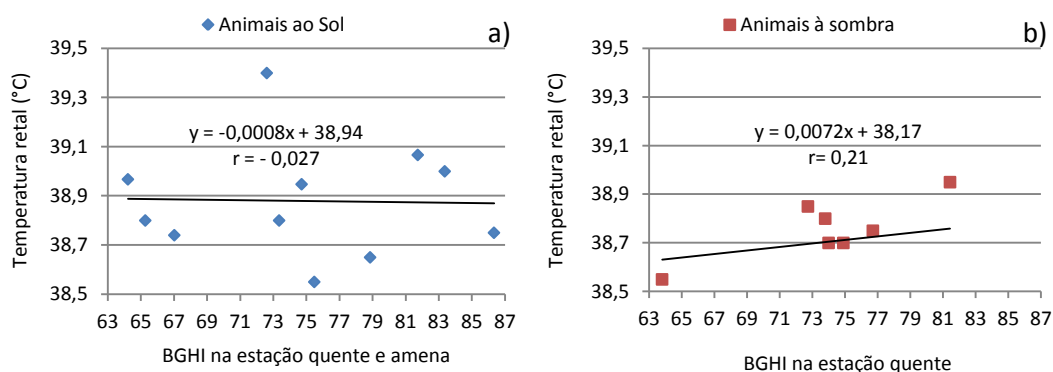 Animais ao Sol
a)
Temperatura retal (°C)
39,5
39,3
39,1
38,9
38,7
38,5
y = -0,0008x + 38,94
r = - 0,027
63 65 67 69 71 73 75 77 79 81 83 85 87
BGHI na estação quente e amena
Animais à sombra
b)
Temperatura retal (°C)
39,5
39,3
39,1
38,9
38,7
38,5
y = 0,0072x + 38,17
r= 0,21
63 65 67 69 71 73 75 77 79 81 83 85 87
BGHI na estação quente